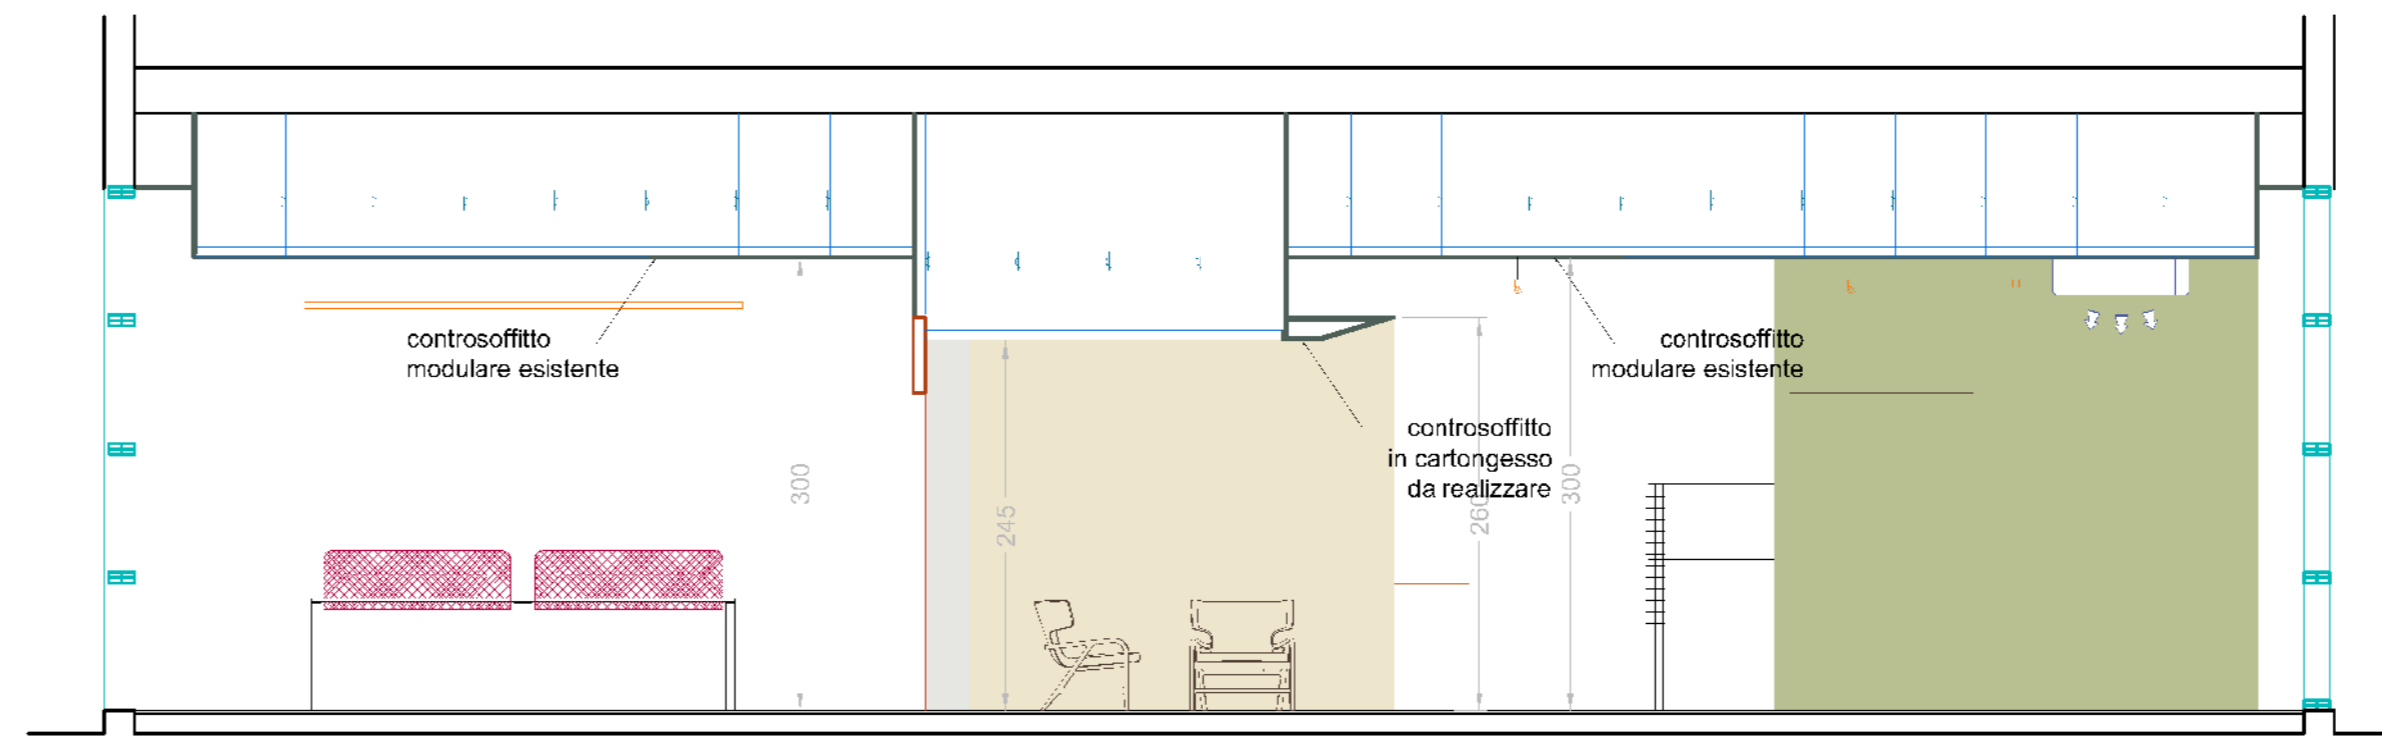 controsoffitto
modulare esistente
controsoffitto
modulare esistente
controsoffitto
in cartongesso
da realizzare
300
245
260
300